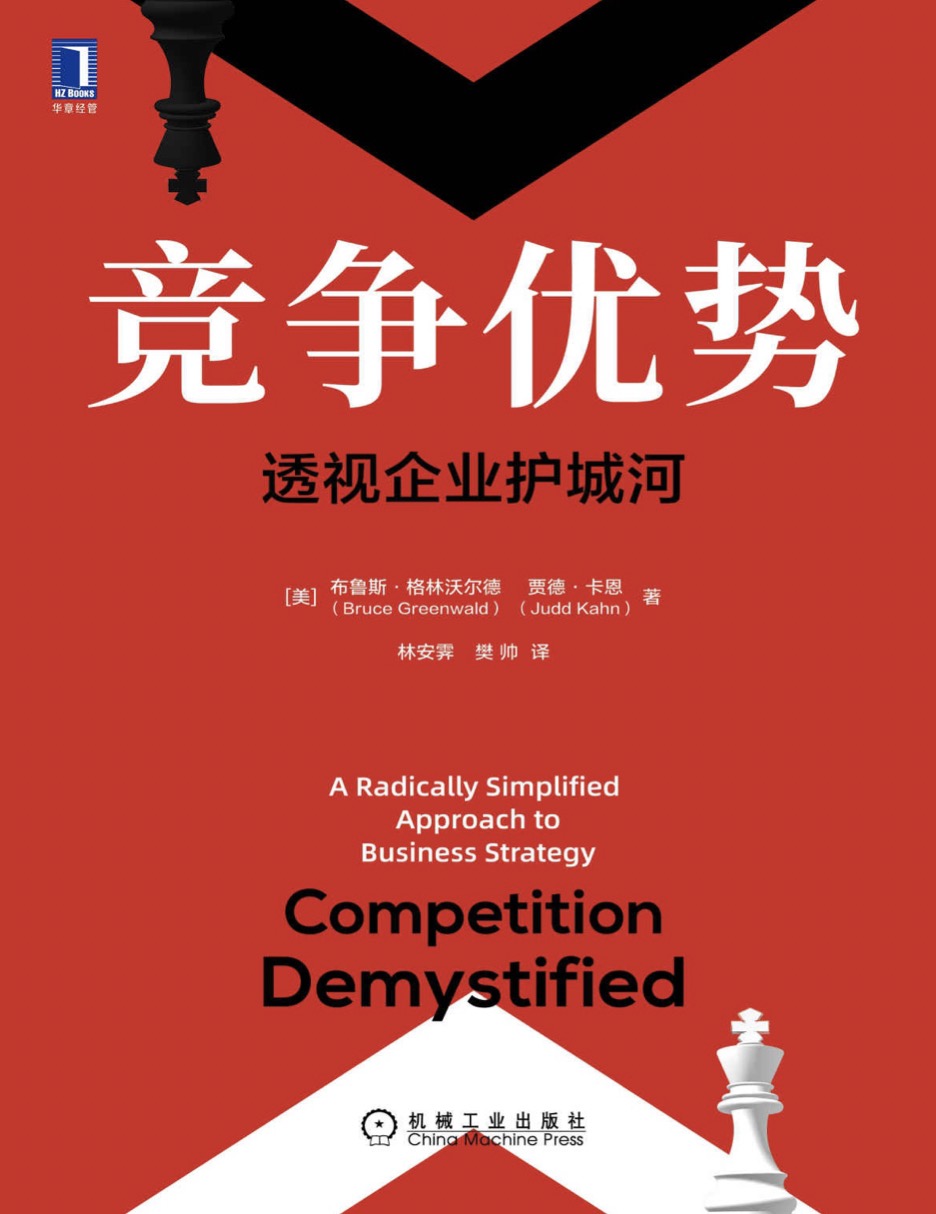 HZ BOOKS
华章经管
竞争优势
透视企业护城河
[美] 布鲁斯·格林沃尔德 贾德·卡恩 著
(Bruce Greenwald) (Judd Kahn)
林安霁 樊帅 译
A Radically Simplified
Approach to
Business Strategy
Competition
Demystified
机械工业出版社
China Machine Press